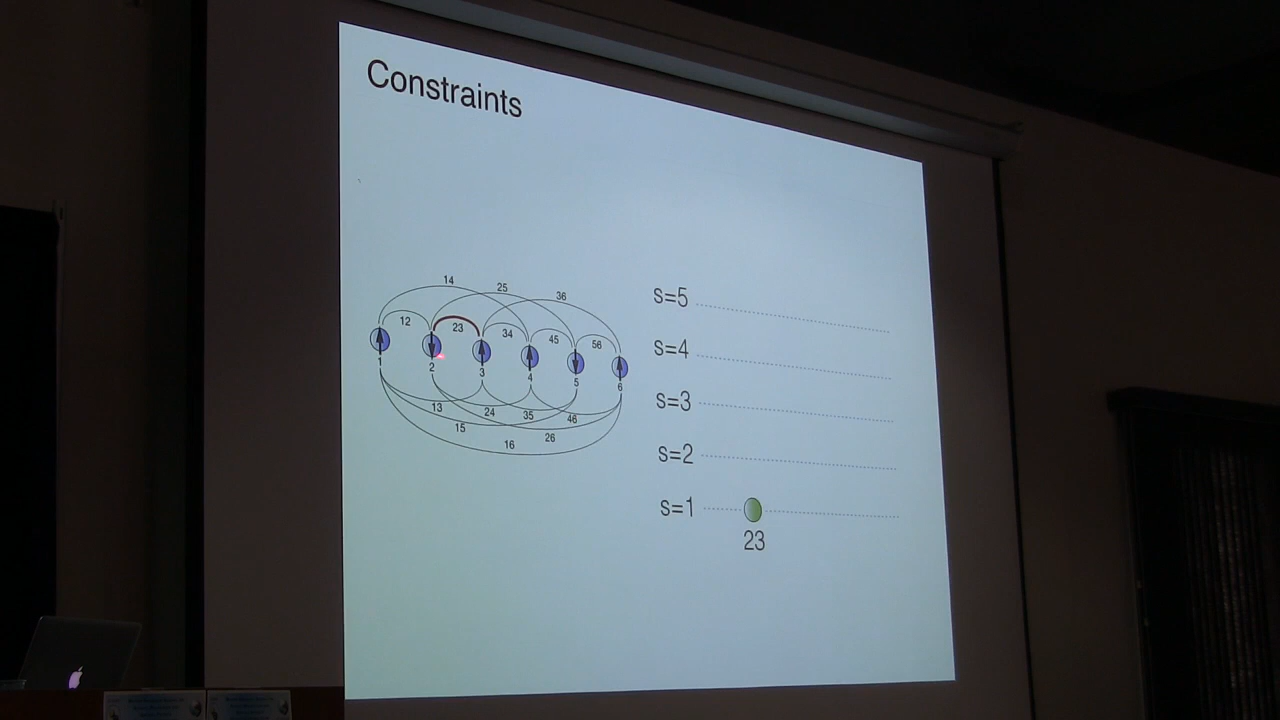 Constraints
14 25 36
12 23 34 45 56
1 2 3 4 5 6
13 24 35 46
15 26
16
s=5
s=4
s=3
s=2
s=1
23